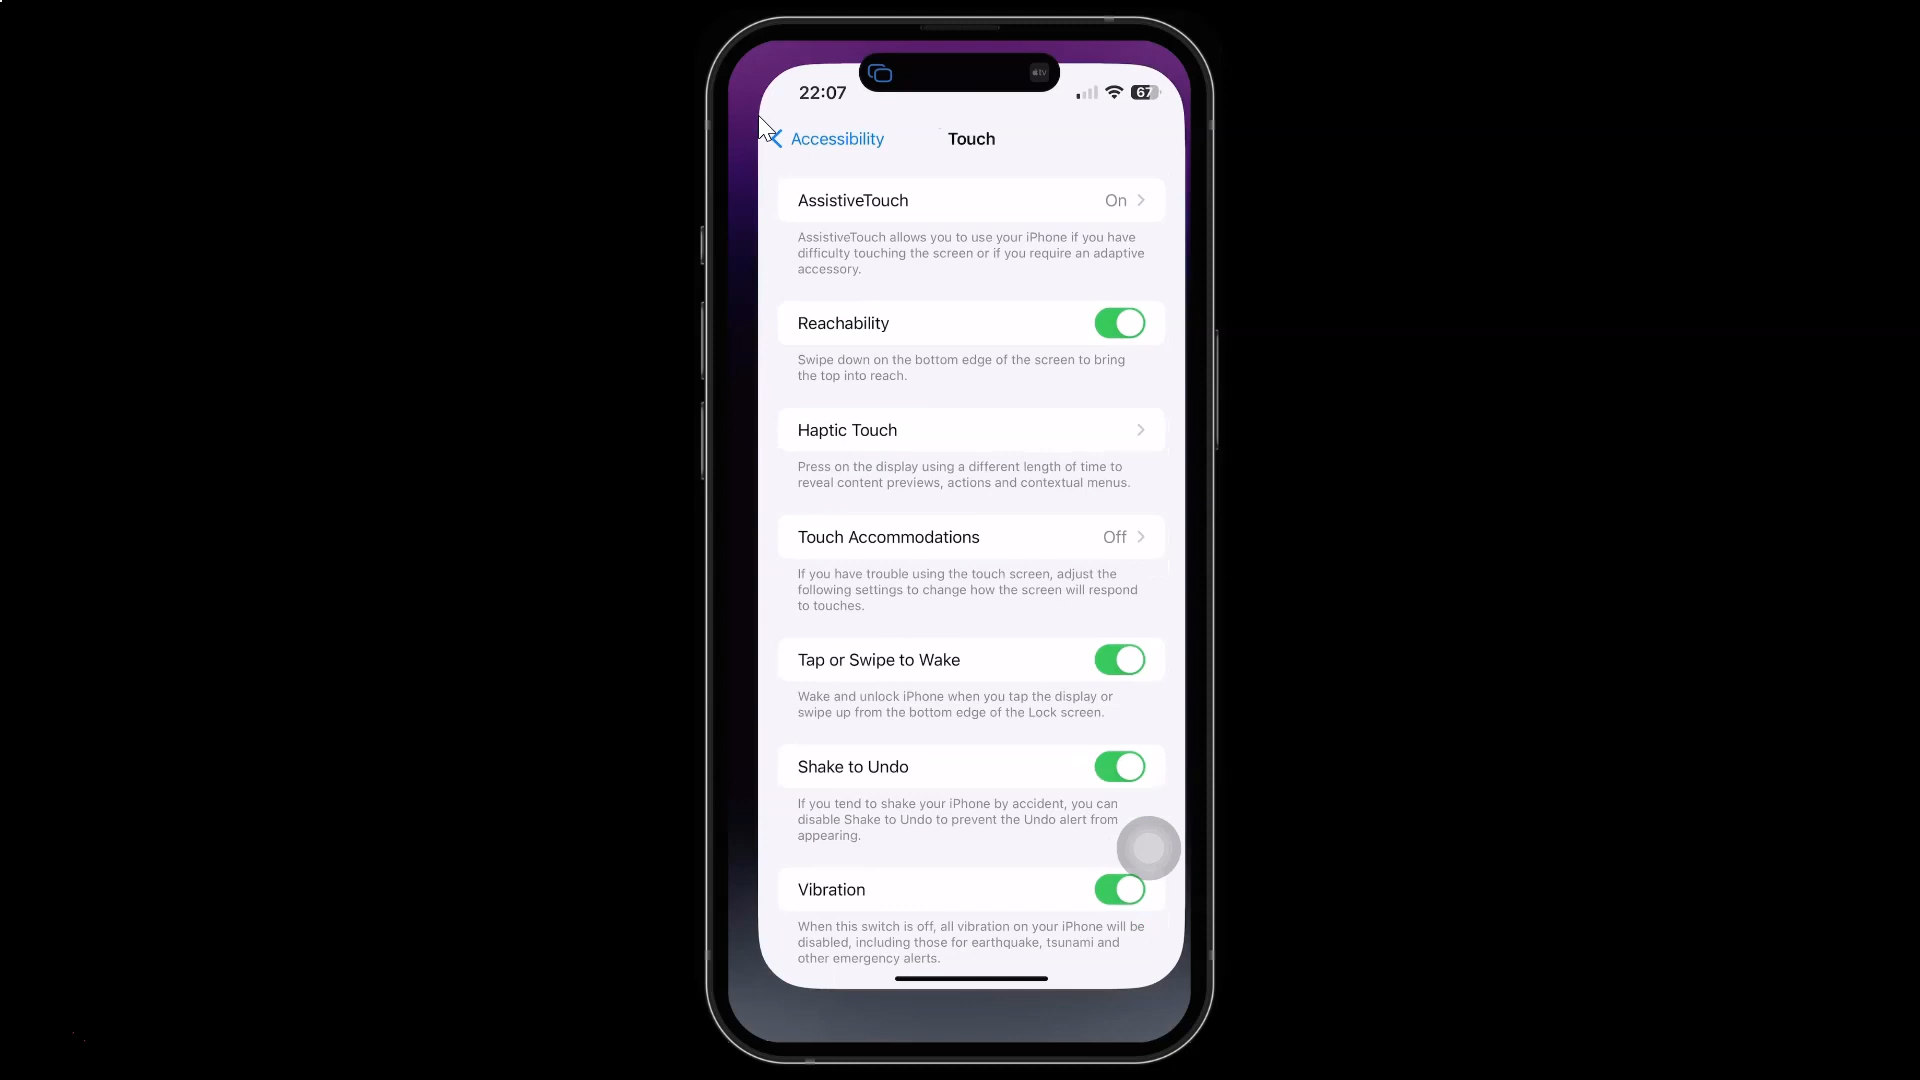 22:07
tv
67
Accessibility
Touch
AssistiveTouch
On
AssistiveTouch allows you to use your iPhone if you have
difficulty touching the screen or if you require an adaptive
accessory.
Reachability
Swipe down on the bottom edge of the screen to bring
the top into reach.
Haptic Touch
Press on the display using a different length of time to
reveal content previews, actions and contextual menus.
Touch Accommodations
Off
If you have trouble using the touch screen, adjust the
following settings to change how the screen will respond
to touches.
Tap or Swipe to Wake
Wake and unlock iPhone when you tap the display or
swipe up from the bottom edge of the Lock screen.
Shake to Undo
If you tend to shake your iPhone by accident, you can
disable Shake to Undo to prevent the Undo alert from
appearing.
Vibration
When this switch is off, all vibration on your iPhone will be
disabled, including those for earthquake, tsunami and
other emergency alerts.